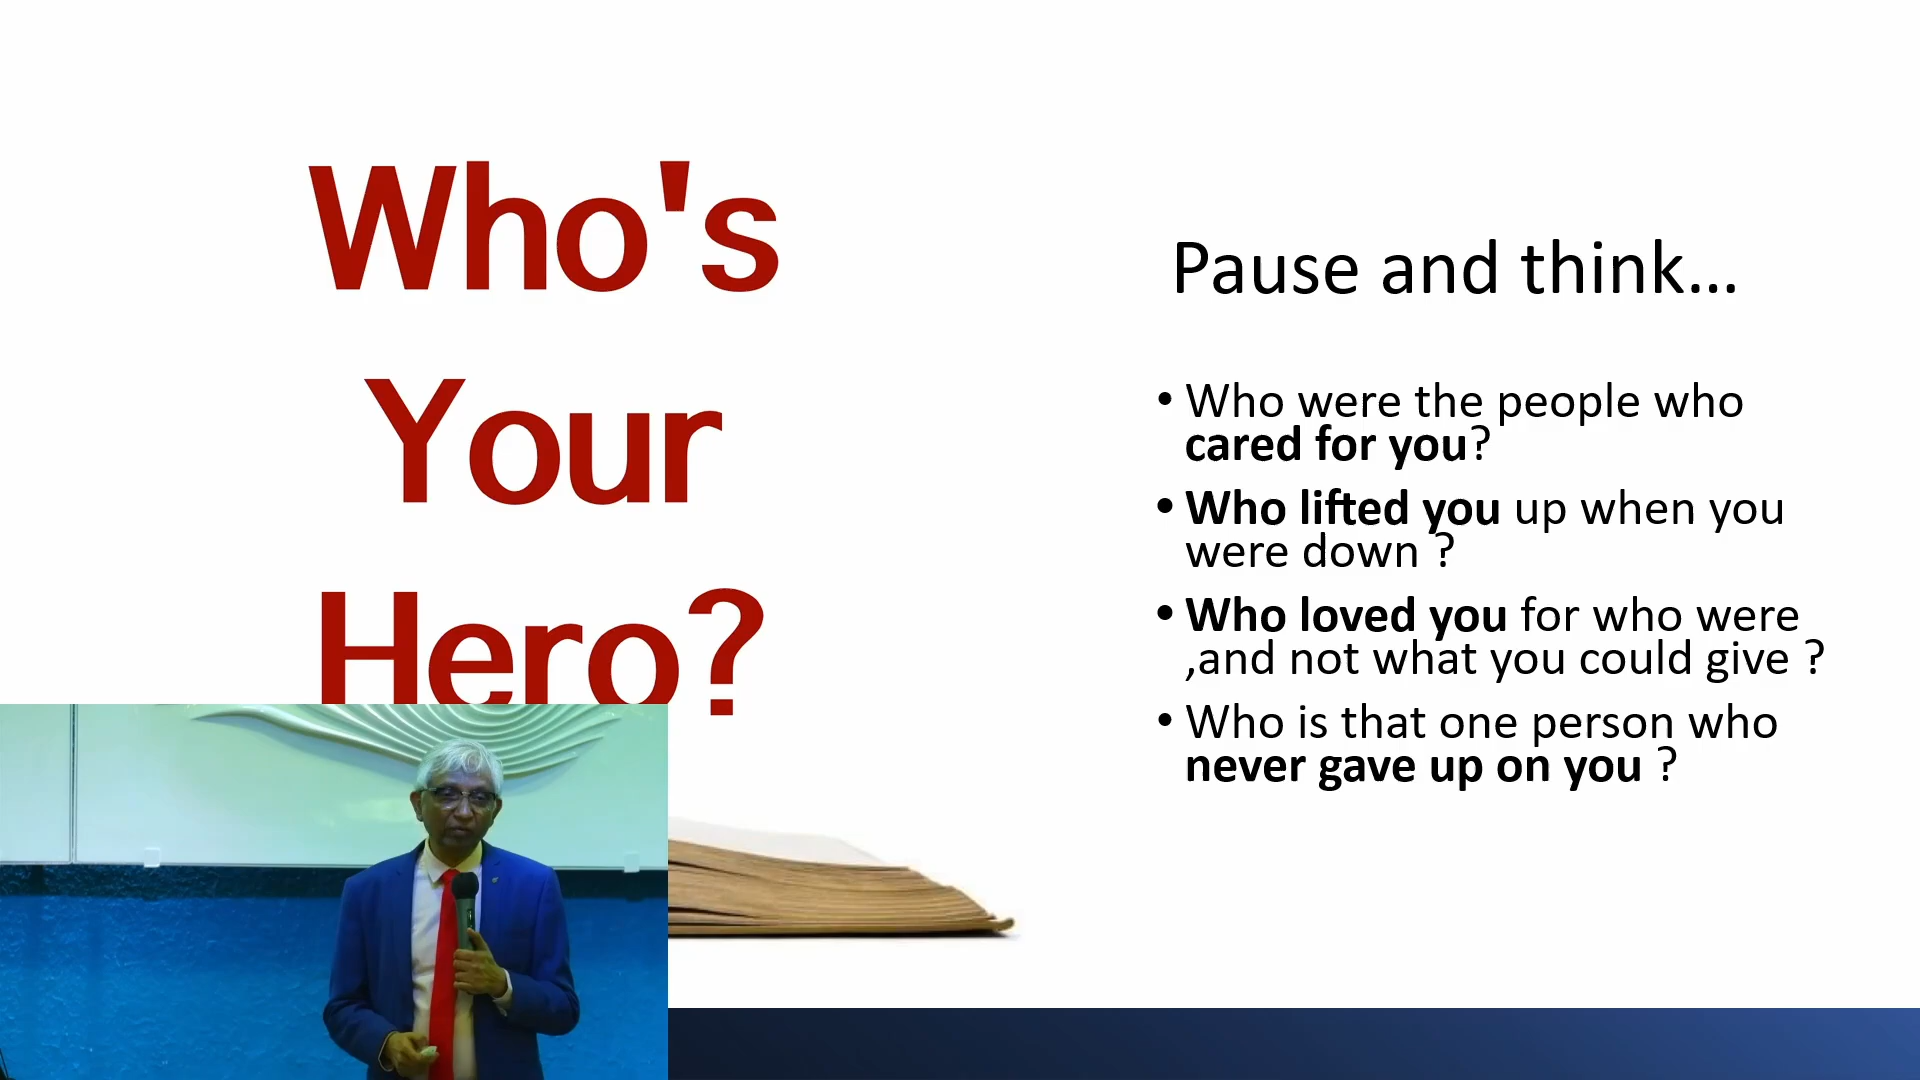 Who's
Your
Hero?
Pause and think...
• Who were the people who
cared for you?
• Who lifted you up when you
were down ?
• Who loved you for who were
,and not what you could give ?
• Who is that one person who
never gave up on you ?